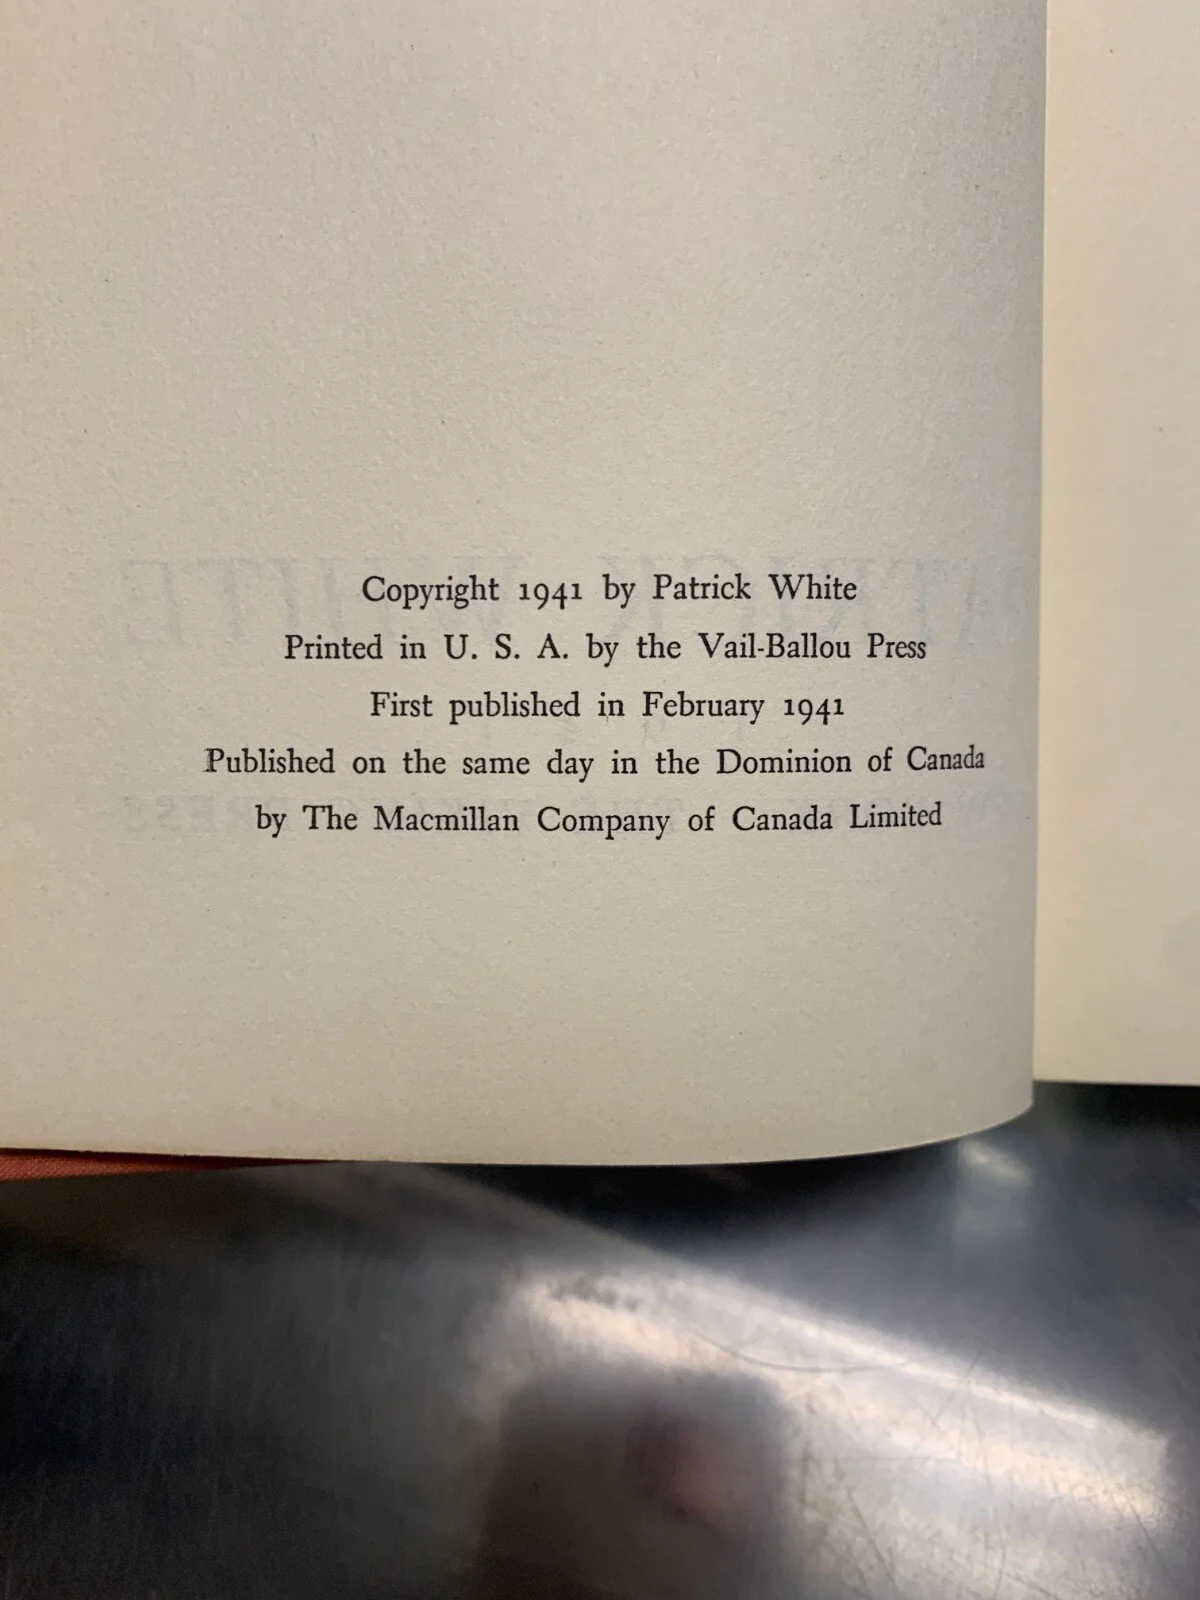 Copyright 1941 by Patrick White
Printed in U. S. A. by the Vail-Ballou Press
First published in February 1941
Published on the same day in the Dominion of Canada
by The Macmillan Company of Canada Limited